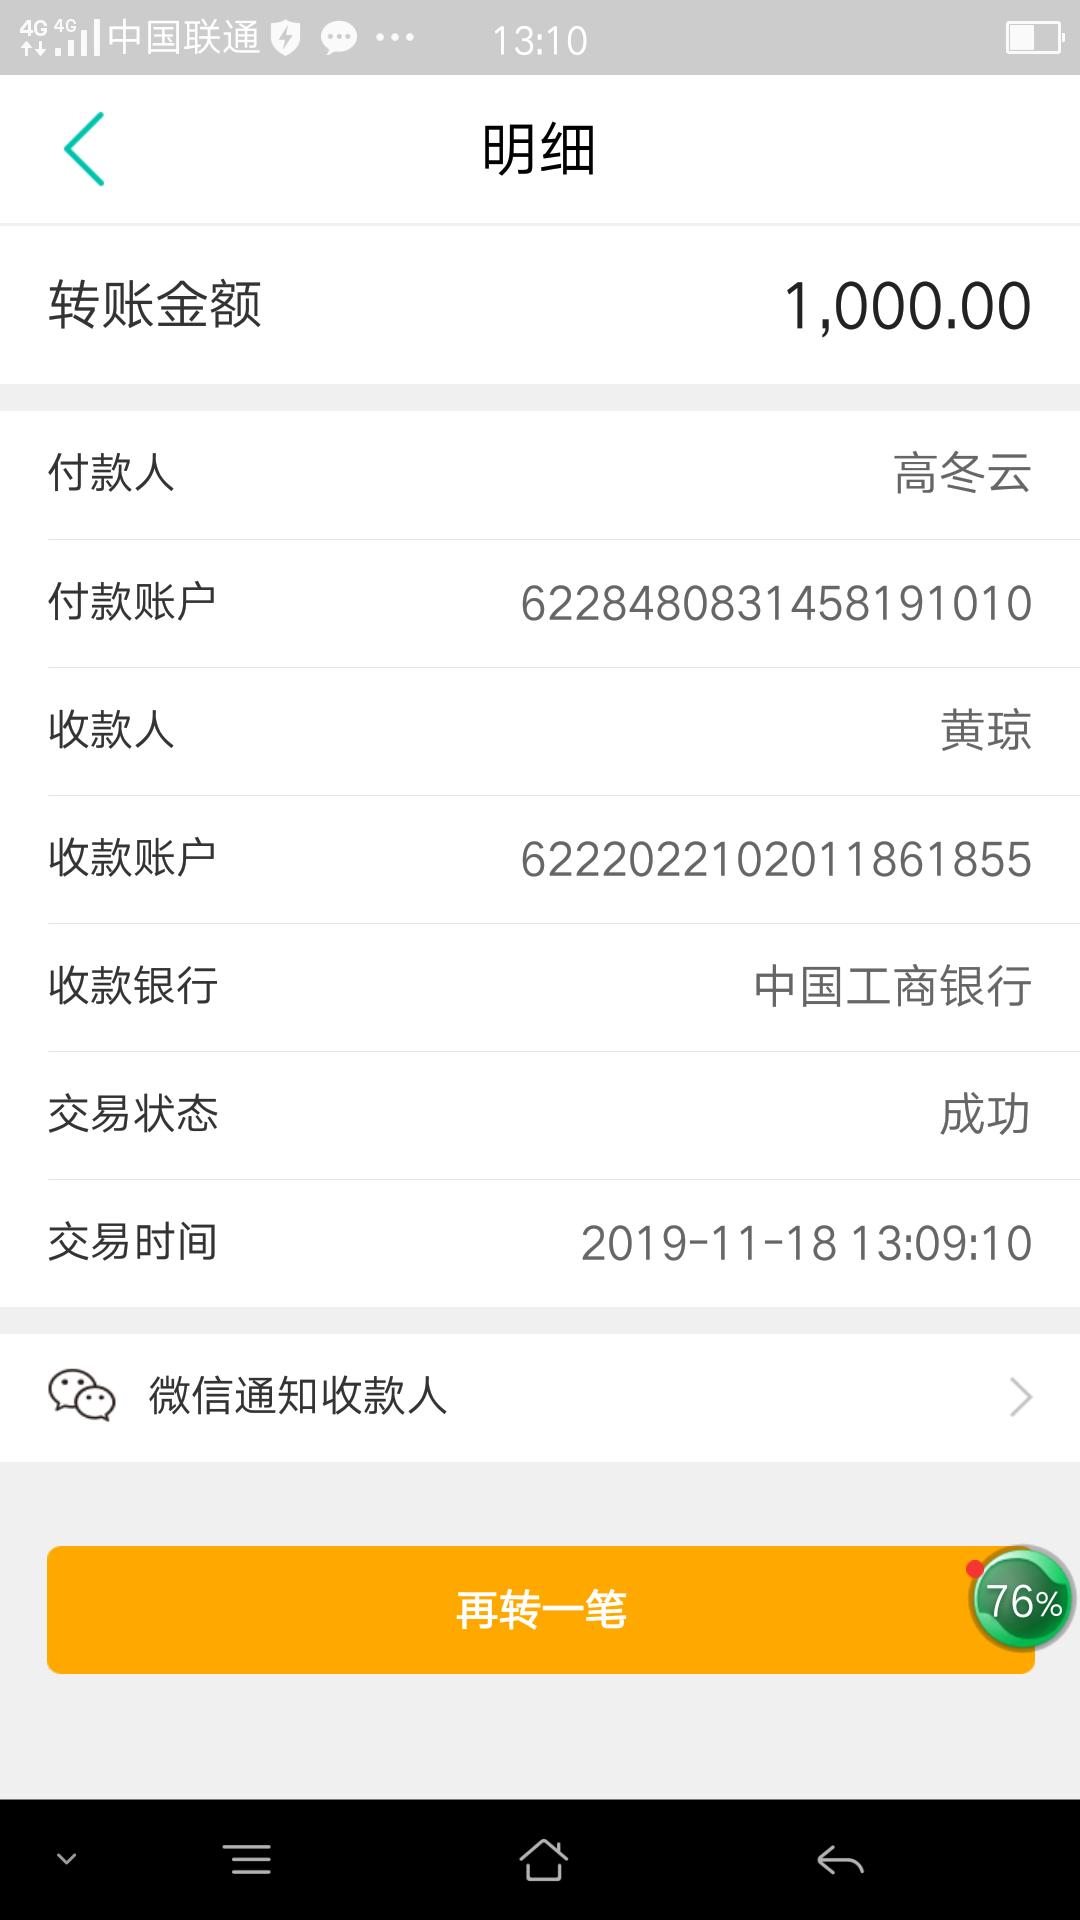 4G 4G 中国联通 13:10
明细
转账金额 1,000.00
付款人 高冬云
付款账户 6228480831458191010
收款人 黄琼
收款账户 6222022102011861855
收款银行 中国工商银行
交易状态 成功
交易时间 2019-11-18 13:09:10
微信通知收款人
再转一笔
76%